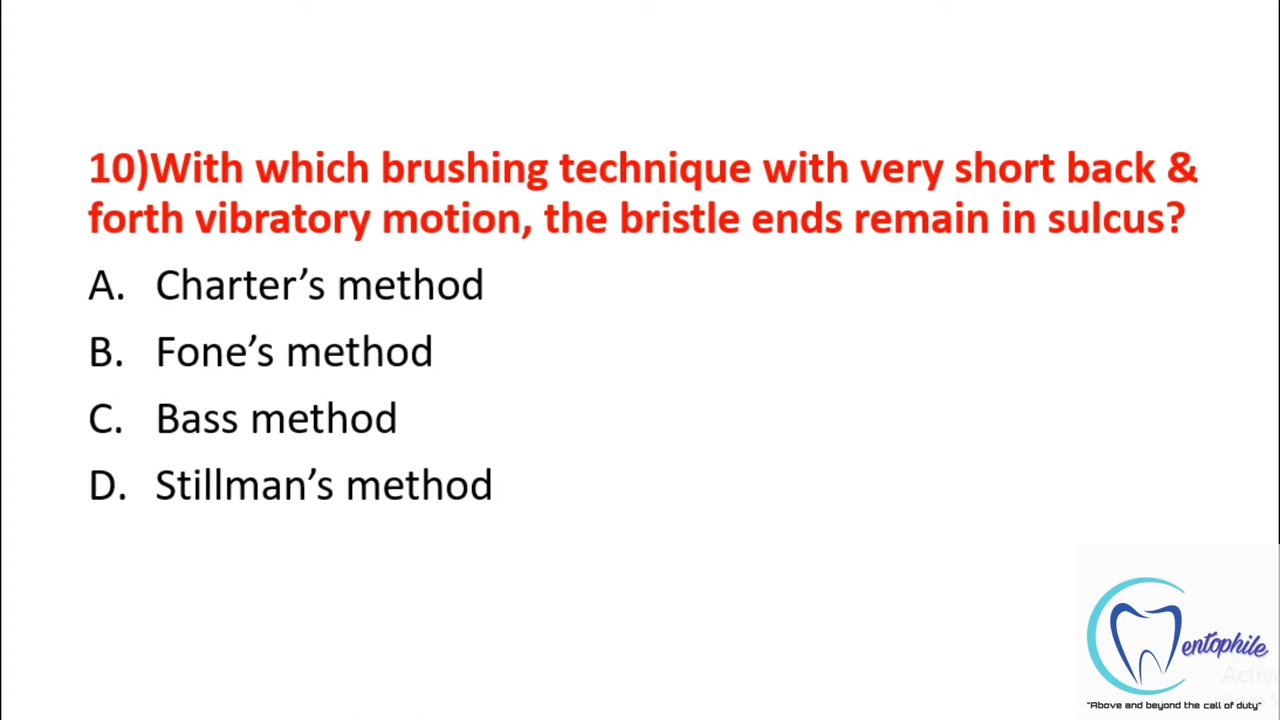 10)With which brushing technique with very short back &
forth vibratory motion, the bristle ends remain in sulcus?
A. Charter’s method
B. Fone’s method
C. Bass method
D. Stillman’s method
entophile
"Above and beyond the call of duty"